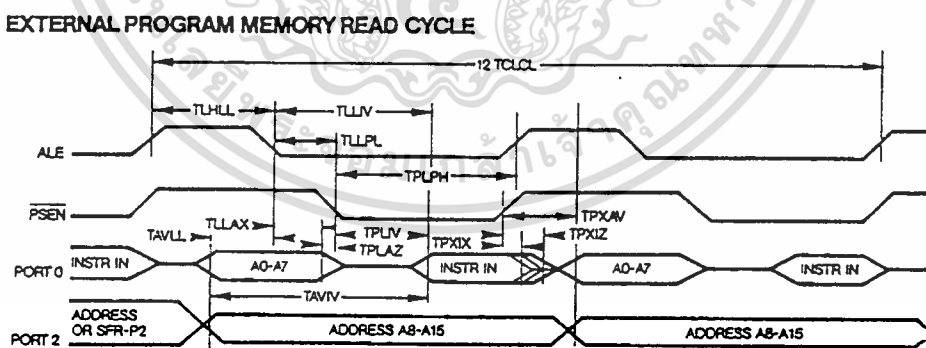 EXTERNAL PROGRAM MEMORY READ CYCLE
12 TCLCL
TLHLL
TLLIV
TLLPL
ALE
TPLPH
PSEN
TLLAX
TPLIV
TPXAV
TAVLL
TPLAZ
TPXIX
TPXIZ
PORT 0
INSTR IN
A0-A7
INSTR IN
A0-A7
INSTR IN
TAVIV
PORT 2
ADDRESS
OR SFR-P2
ADDRESS A8-A15
ADDRESS A8-A15